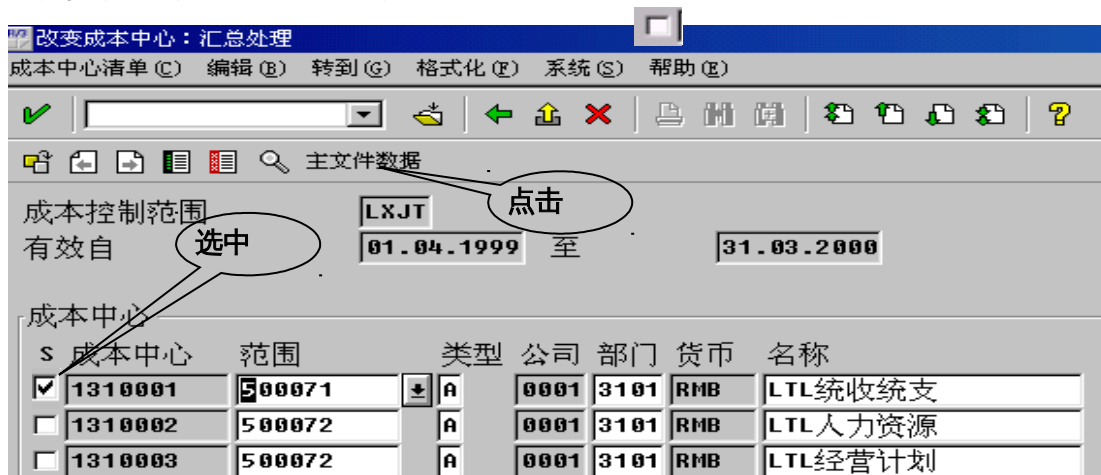 改变成本中心：汇总处理
成本中心清单(C) 编辑(B) 转到(G) 格式化(F) 系统(S) 帮助(E)
主文件数据
点击
成本控制范围 LXJT
选中
有效自 01.04.1999 至 31.03.2000
成本中心
S 成本中心 范围 类型 公司 部门 货币 名称
1310001 500071 A 0001 3101 RMB LTL统收统支
1310002 500072 A 0001 3101 RMB LTL人力资源
1310003 500072 A 0001 3101 RMB LTL经营计划